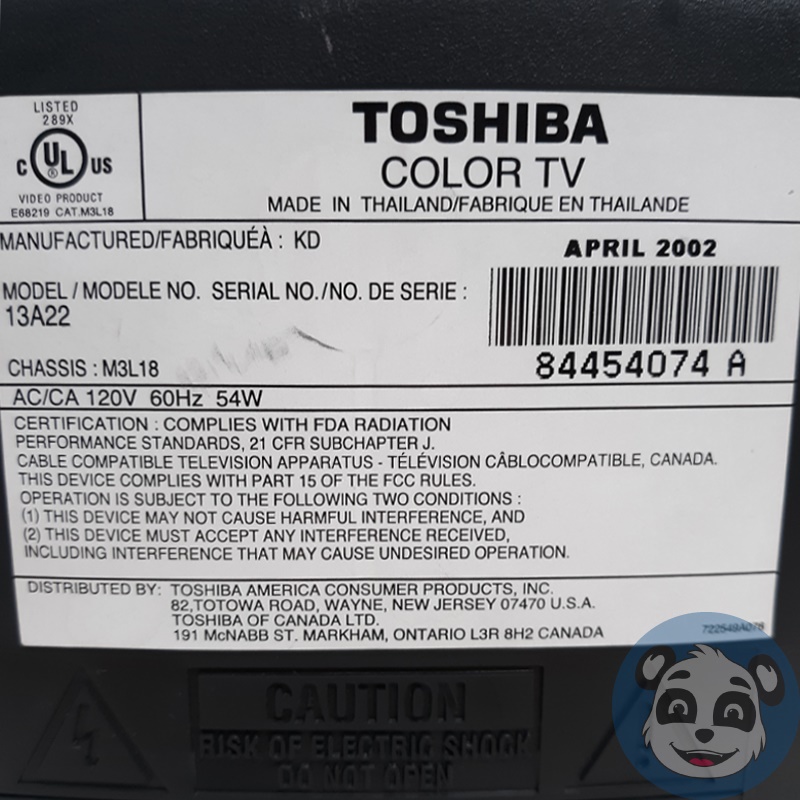 LISTED
289X
C UL US
®
VIDEO PRODUCT
E68219 CAT.M3L18
TOSHIBA
COLOR TV
MADE IN THAILAND/FABRIQUE EN THAILANDE
MANUFACTURED/FABRIQUÉÀ : KD
APRIL 2002
MODEL / MODELE NO. SERIAL NO./NO. DE SERIE :
13A22
84454074 A
CHASSIS : M3L18
AC/CA 120V 60Hz 54W
CERTIFICATION : COMPLIES WITH FDA RADIATION
PERFORMANCE STANDARDS, 21 CFR SUBCHAPTER J.
CABLE COMPATIBLE TELEVISION APPARATUS - TÉLÉVISION CÂBLOCOMPATIBLE, CANADA.
THIS DEVICE COMPLIES WITH PART 15 OF THE FCC RULES.
OPERATION IS SUBJECT TO THE FOLLOWING TWO CONDITIONS :
(1) THIS DEVICE MAY NOT CAUSE HARMFUL INTERFERENCE, AND
(2) THIS DEVICE MUST ACCEPT ANY INTERFERENCE RECEIVED,
INCLUDING INTERFERENCE THAT MAY CAUSE UNDESIRED OPERATION.
DISTRIBUTED BY: TOSHIBA AMERICA CONSUMER PRODUCTS, INC.
82,TOTOWA ROAD, WAYNE, NEW JERSEY 07470 U.S.A.
TOSHIBA OF CANADA LTD.
191 McNABB ST. MARKHAM, ONTARIO L3R 8H2 CANADA
722549A076
CAUTION
RISK OF ELECTRIC SHOCK
DO NOT OPEN